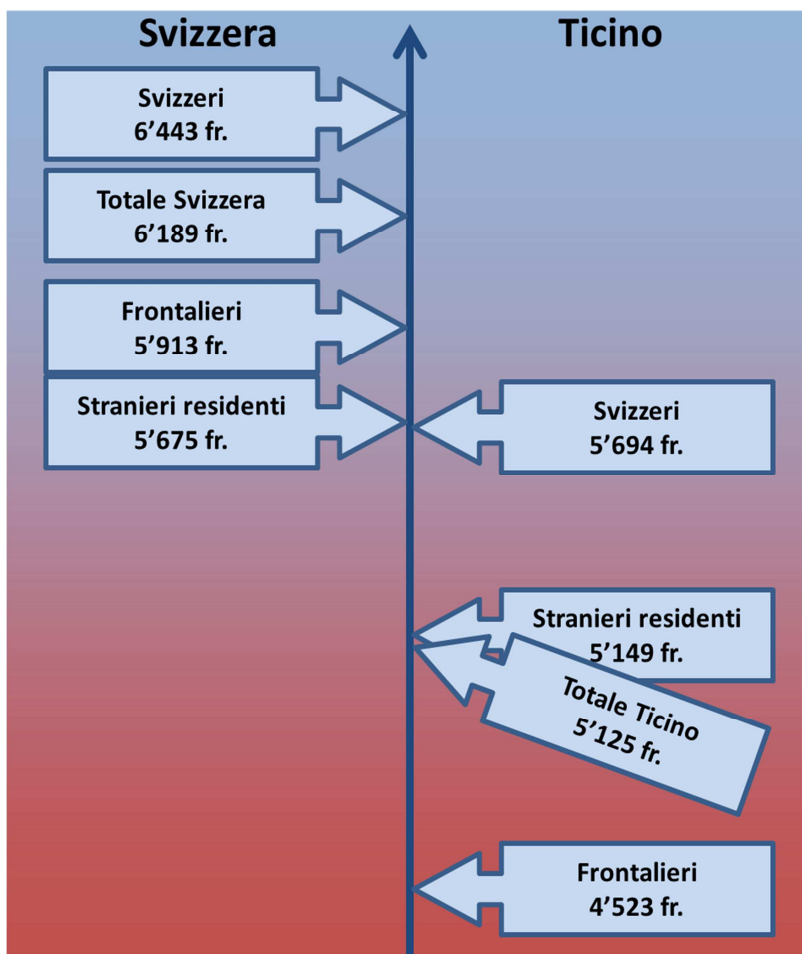 Svizzera
Ticino
Svizzeri
6’443 fr.
Totale Svizzera
6’189 fr.
Frontalieri
5’913 fr.
Stranieri residenti
5’675 fr.
Svizzeri
5’694 fr.
Stranieri residenti
5’149 fr.
Totale Ticino
5’125 fr.
Frontalieri
4’523 fr.